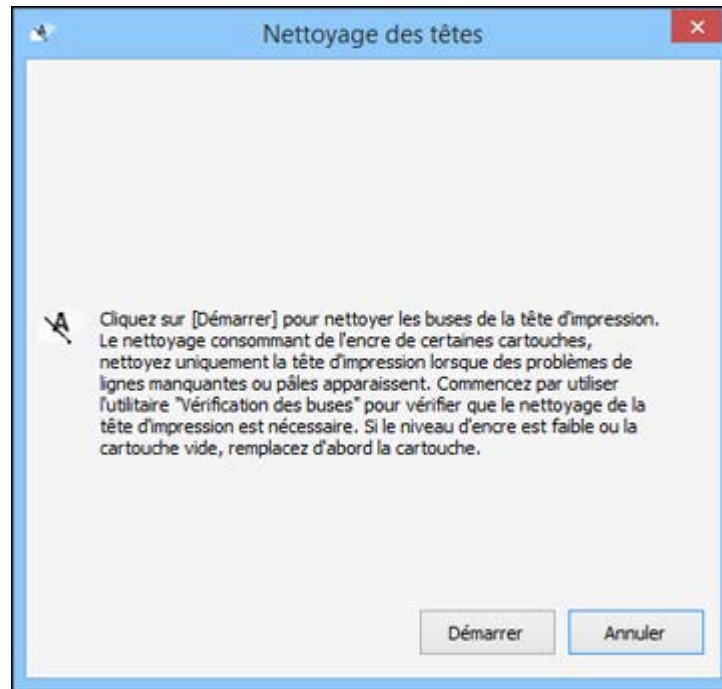 Nettoyage des têtes
Cliquez sur [Démarrer] pour nettoyer les buses de la tête d'impression.
Le nettoyage consommant de l'encre de certaines cartouches,
nettoyez uniquement la tête d'impression lorsque des problèmes de
lignes manquantes ou pâles apparaissent. Commencez par utiliser
l'utilitaire "Vérification des buses" pour vérifier que le nettoyage de la
tête d'impression est nécessaire. Si le niveau d'encre est faible ou la
cartouche vide, remplacez d'abord la cartouche.
Démarrer
Annuler